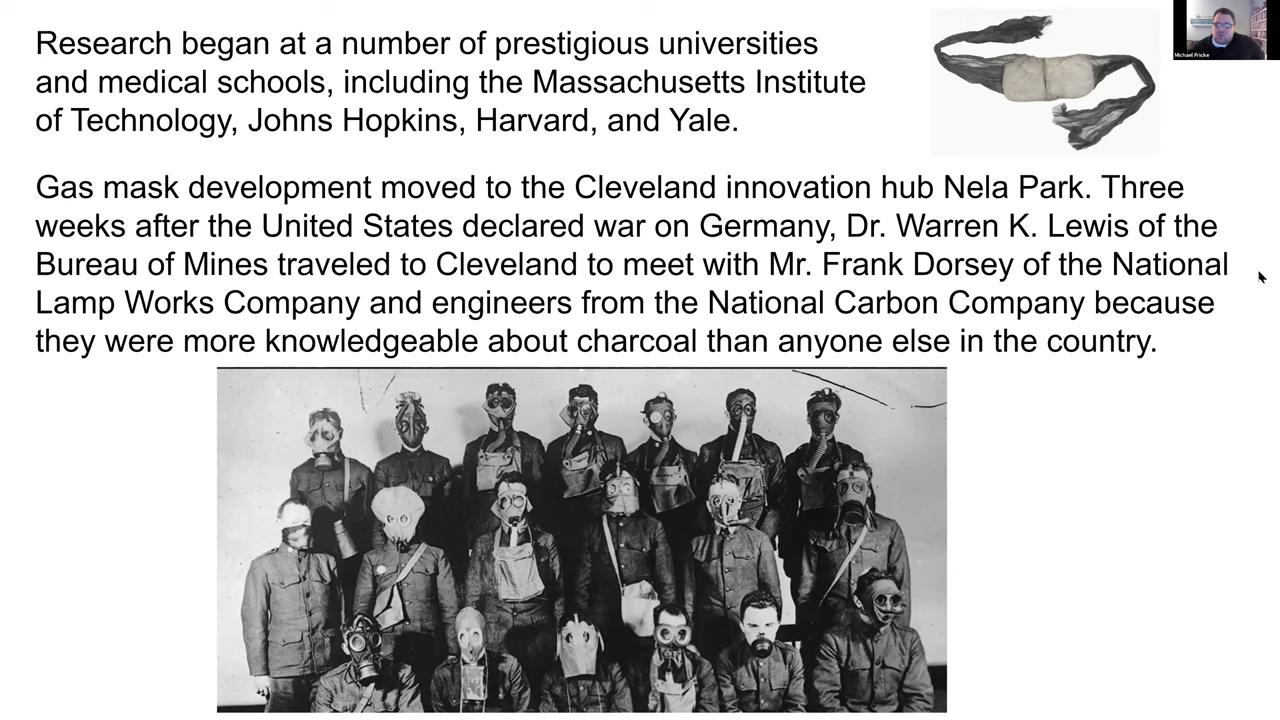 Research began at a number of prestigious universities
and medical schools, including the Massachusetts Institute
of Technology, Johns Hopkins, Harvard, and Yale.
Gas mask development moved to the Cleveland innovation hub Nela Park. Three
weeks after the United States declared war on Germany, Dr. Warren K. Lewis of the
Bureau of Mines traveled to Cleveland to meet with Mr. Frank Dorsey of the National
Lamp Works Company and engineers from the National Carbon Company because
they were more knowledgeable about charcoal than anyone else in the country.
Michael Fricke